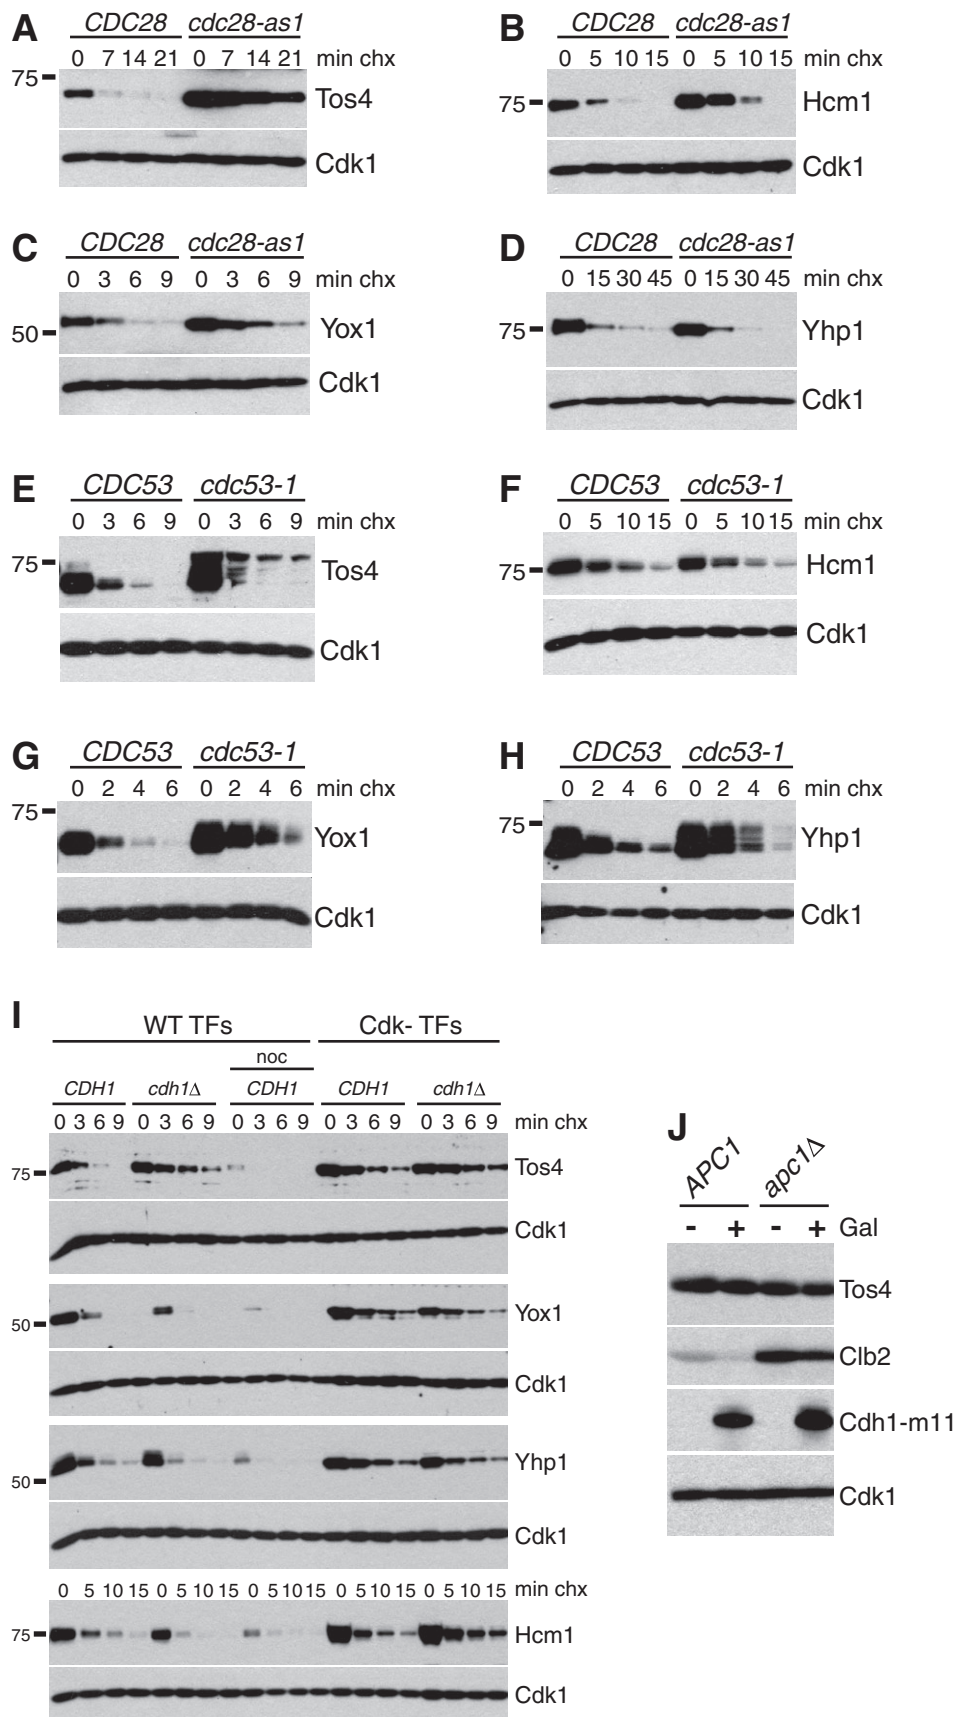 A
CDC28 cdc28-as1
0 7 14 21 0 7 14 21 min chx
75
Tos4
Cdk1
B
CDC28 cdc28-as1
0 5 10 15 0 5 10 15 min chx
75
Hcm1
Cdk1
C
CDC28 cdc28-as1
0 3 6 9 0 3 6 9 min chx
50
Yox1
Cdk1
D
CDC28 cdc28-as1
0 15 30 45 0 15 30 45 min chx
75
Yhp1
Cdk1
E
CDC53 cdc53-1
0 3 6 9 0 3 6 9 min chx
75
Tos4
Cdk1
F
CDC53 cdc53-1
0 5 10 15 0 5 10 15 min chx
75
Hcm1
Cdk1
G
CDC53 cdc53-1
0 2 4 6 0 2 4 6 min chx
75
Yox1
Cdk1
H
CDC53 cdc53-1
0 2 4 6 0 2 4 6 min chx
75
Yhp1
Cdk1
I
WT TFs Cdk- TFs
noc
CDH1 cdh1Δ CDH1 CDH1 cdh1Δ
0 3 6 9 0 3 6 9 0 3 6 9 0 3 6 9 0 3 6 9 min chx
75
Tos4
Cdk1
50
Yox1
Cdk1
50
Yhp1
Cdk1
0 5 10 15 0 5 10 15 0 5 10 15 0 5 10 15 0 5 10 15 min chx
75
Hcm1
Cdk1
J
APC1 apc1Δ
- + - + Gal
Tos4
Clb2
Cdh1-m11
Cdk1